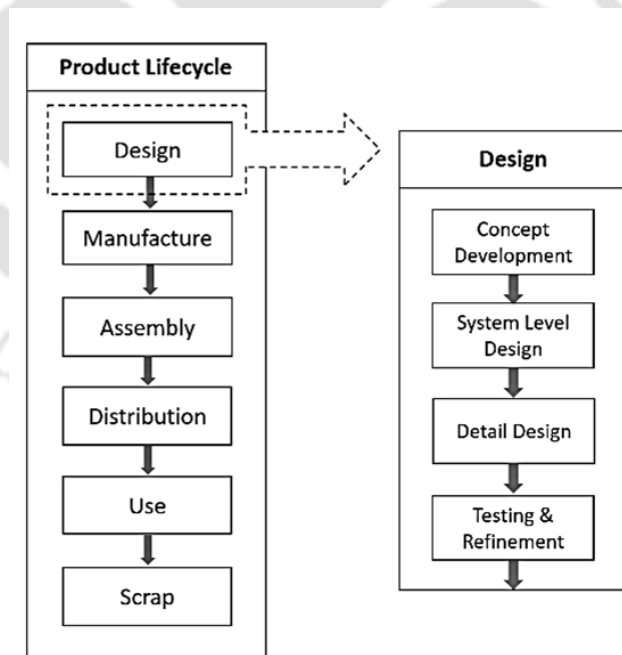 Product Lifecycle
Design
Manufacture
Assembly
Distribution
Use
Scrap
Design
Concept
Development
System Level
Design
Detail Design
Testing &
Refinement